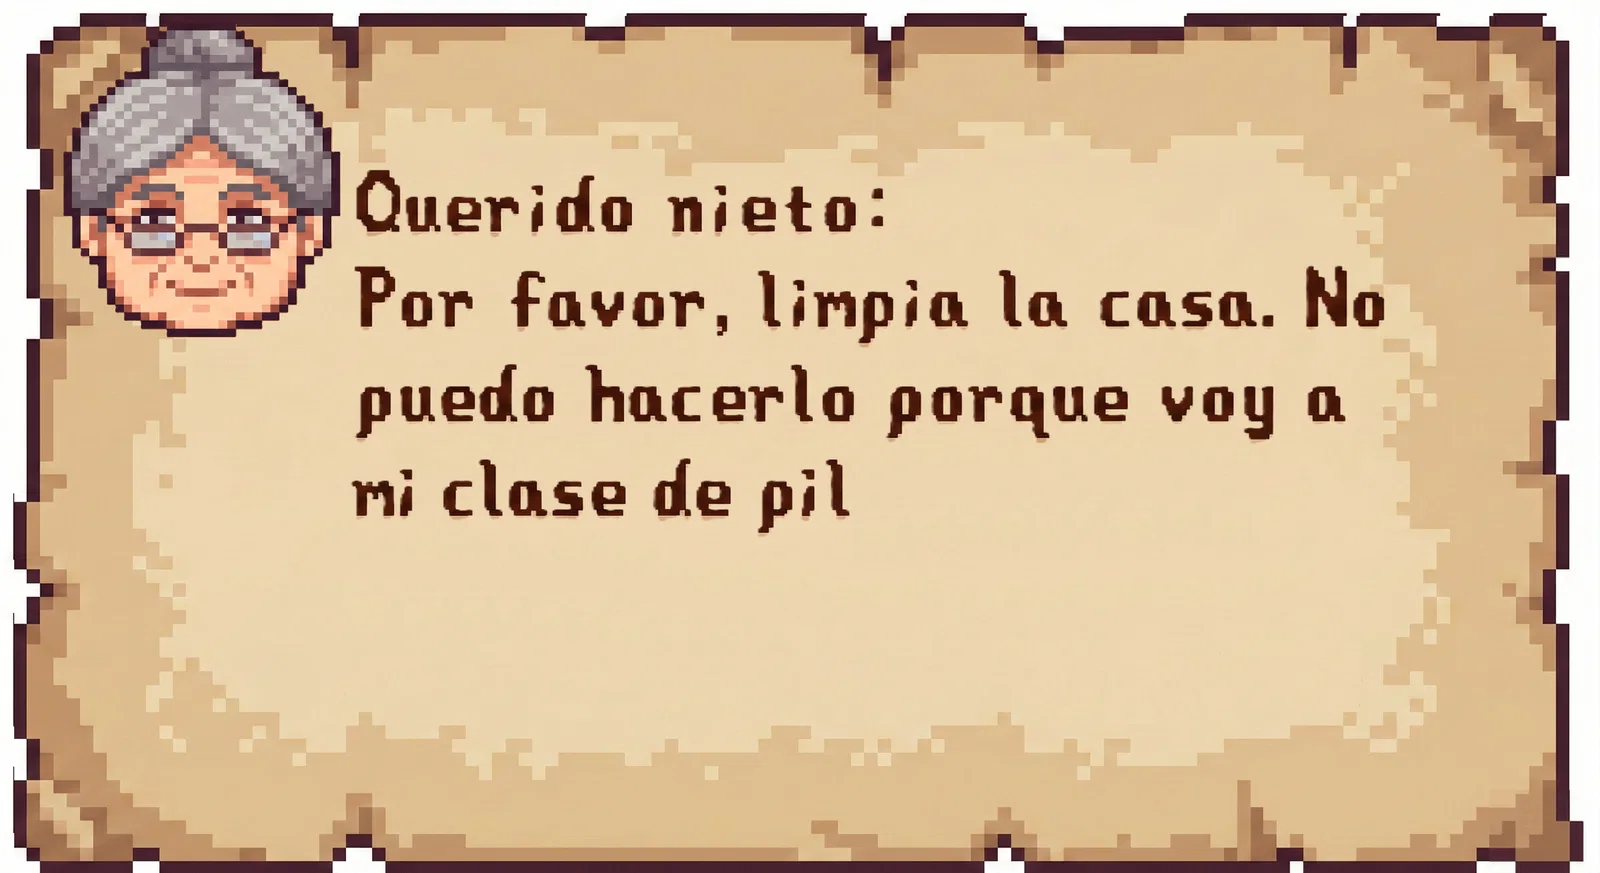 Querido nieto:
Por favor, limpia la casa. No
puedo hacerlo porque voy a
mi clase de pil